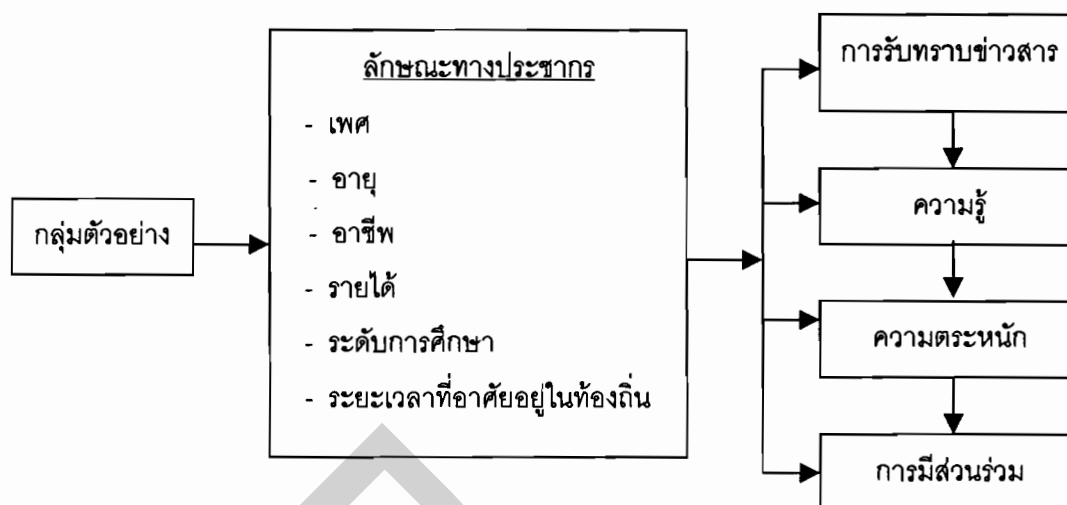 กลุ่มตัวอย่าง
ลักษณะทางประชากร
- เพศ
- อายุ
- อาชีพ
- รายได้
- ระดับการศึกษา
- ระยะเวลาที่อาศัยอยู่ในท้องถิ่น
การรับทราบข่าวสาร
ความรู้
ความตระหนัก
การมีส่วนร่วม